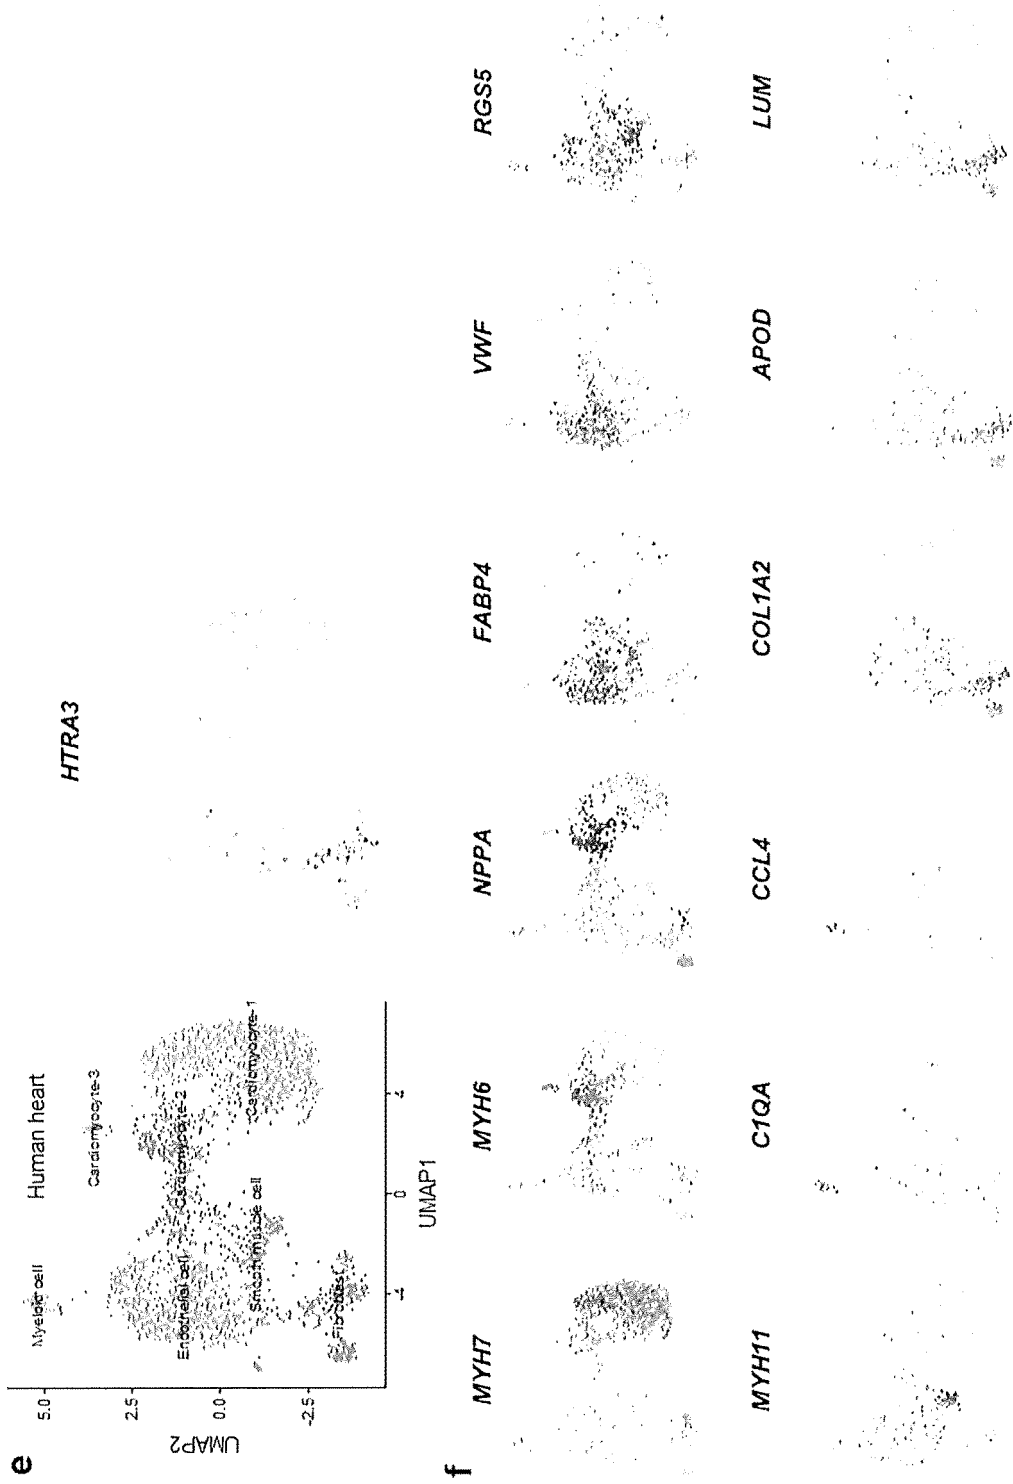 e
Human heart
Myeloid cell
Cardiomyocyte-3
Endothelial cell
Cardiomyocyte-2
Smooth muscle cell
Cardiomyocyte-1
Fibroblast
5.0
2.5
0.0
-2.5
UMAP2
-4
0
4
UMAP1
HTRA3
f
MYH7
MYH6
NPPA
FABP4
VWF
RGS5
MYH11
C1QA
CCL4
COL1A2
APOD
LUM